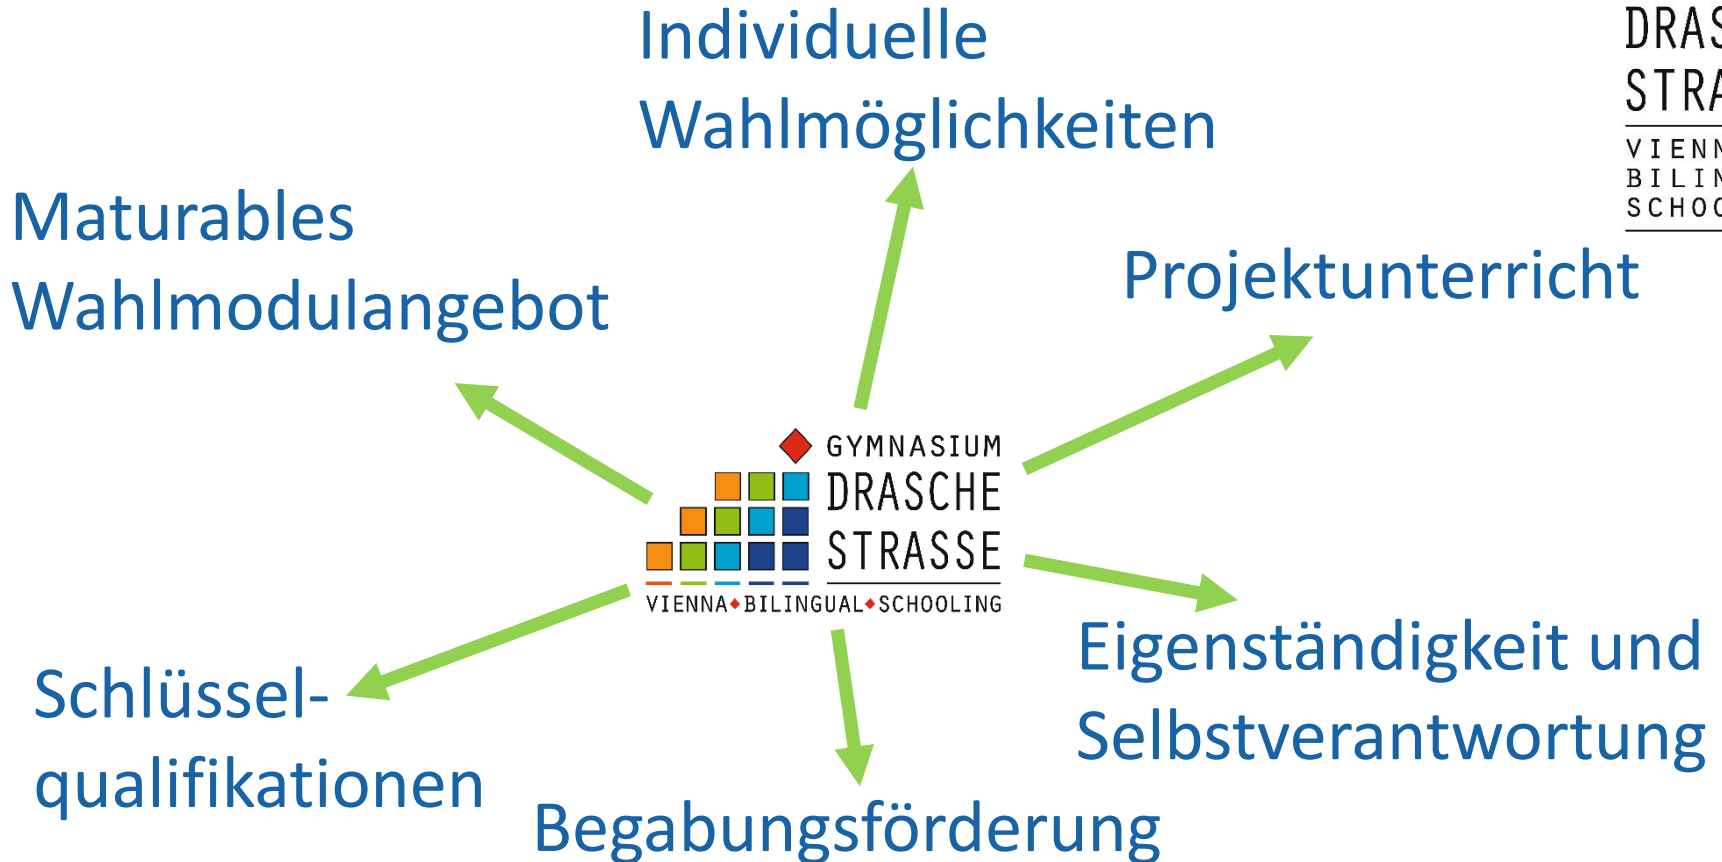 Individuelle
Wahlmöglichkeiten
Maturables
Wahlmodulangebot
Projektunterricht
GYMNASIUM
DRASCHE
STRASSE
VIENNA♦BILINGUAL♦SCHOOLING
Eigenständigkeit und
Selbstverantwortung
Schlüssel-
qualifikationen
Begabungsförderung